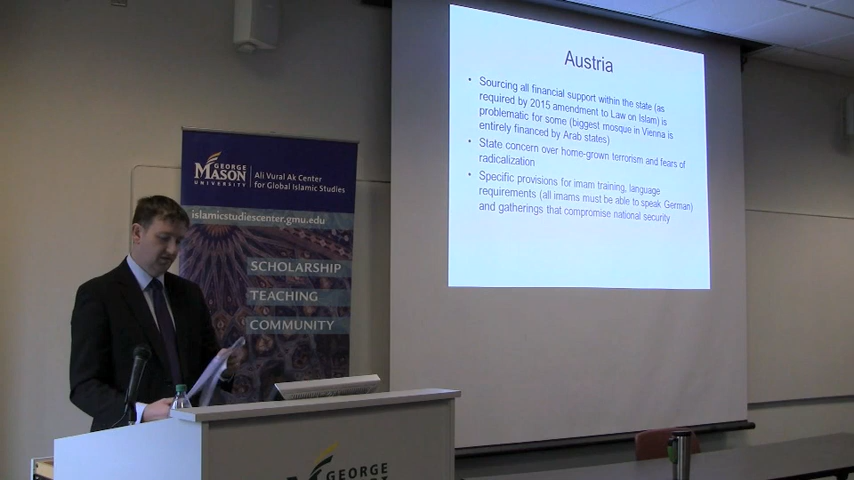 Austria
• Sourcing all financial support within the state (as
required by 2015 amendment to Law on Islam) is
problematic for some (biggest mosque in Vienna is
entirely financed by Arab states)
• State concern over home-grown terrorism and fears of
radicalization
• Specific provisions for imam training, language
requirements (all imams must be able to speak German)
and gatherings that compromise national security
GEORGE
MASON
UNIVERSITY
Ali Vural Ak Center
for Global Islamic Studies
islamicstudiescenter.gmu.edu
SCHOLARSHIP
TEACHING
COMMUNITY
GEORGE